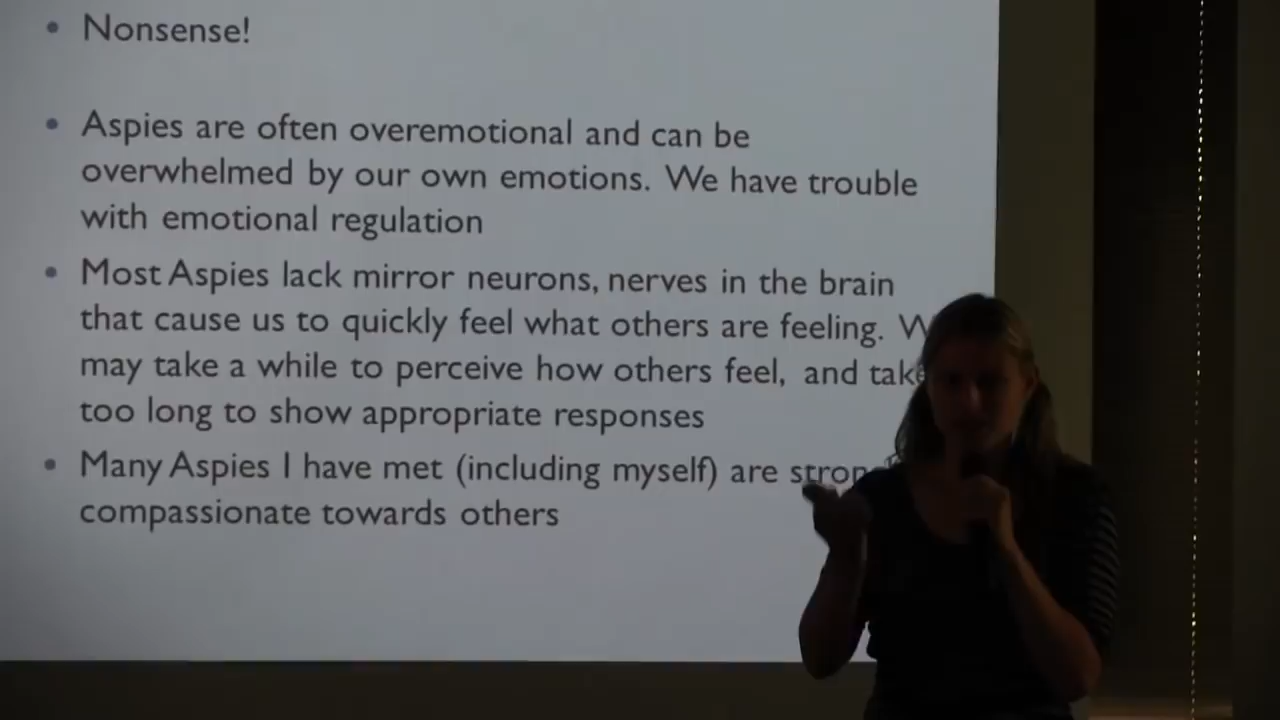 • Nonsense!
• Aspies are often overemotional and can be
overwhelmed by our own emotions. We have trouble
with emotional regulation
• Most Aspies lack mirror neurons, nerves in the brain
that cause us to quickly feel what others are feeling.
may take a while to perceive how others feel, and take
too long to show appropriate responses
• Many Aspies I have met (including myself) are
compassionate towards others